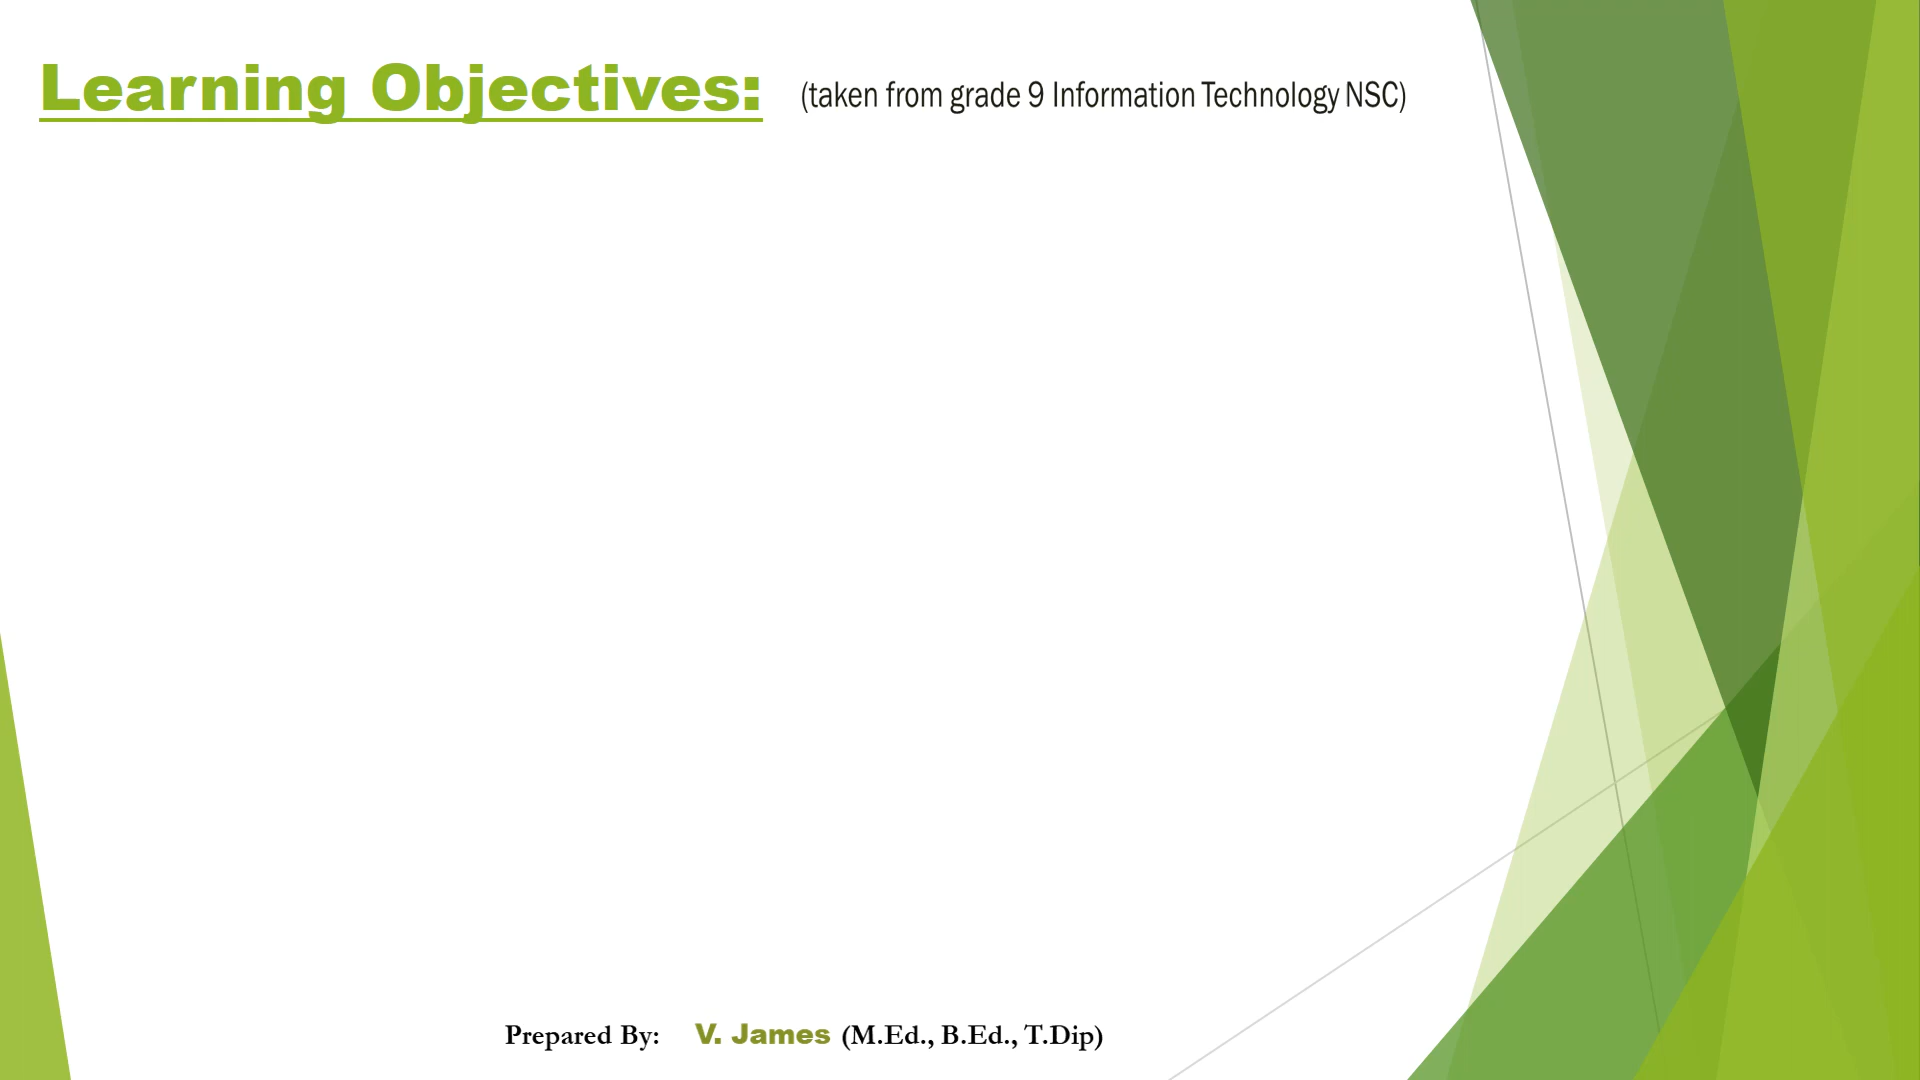 Learning Objectives: (taken from grade 9 Information Technology NSC)
Prepared By: V. James (M.Ed., B.Ed., T.Dip)